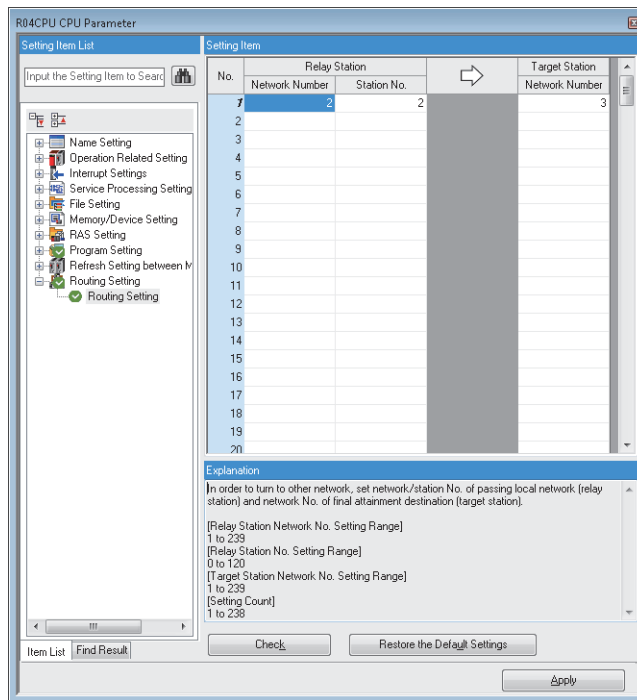 R04CPU CPU Parameter
Setting Item List
Input the Setting Item to Searc
Name Setting
Operation Related Setting
Interrupt Settings
Service Processing Setting
File Setting
Memory/Device Setting
RAS Setting
Program Setting
Refresh Setting between M
Routing Setting
Routing Setting
Item List
Find Result
Setting Item
No.
Relay Station
Target Station
Network Number
Station No.
Network Number
1 2 2 3
2
3
4
5
6
7
8
9
10
11
12
13
14
15
16
17
18
19
20
Explanation
In order to turn to other network, set network/station No. of passing local network (relay
station) and network No. of final attainment destination (target station).
[Relay Station Network No. Setting Range]
1 to 239
[Relay Station No. Setting Range]
0 to 120
[Target Station Network No. Setting Range]
1 to 239
[Setting Count]
1 to 238
Check
Restore the Default Settings
Apply